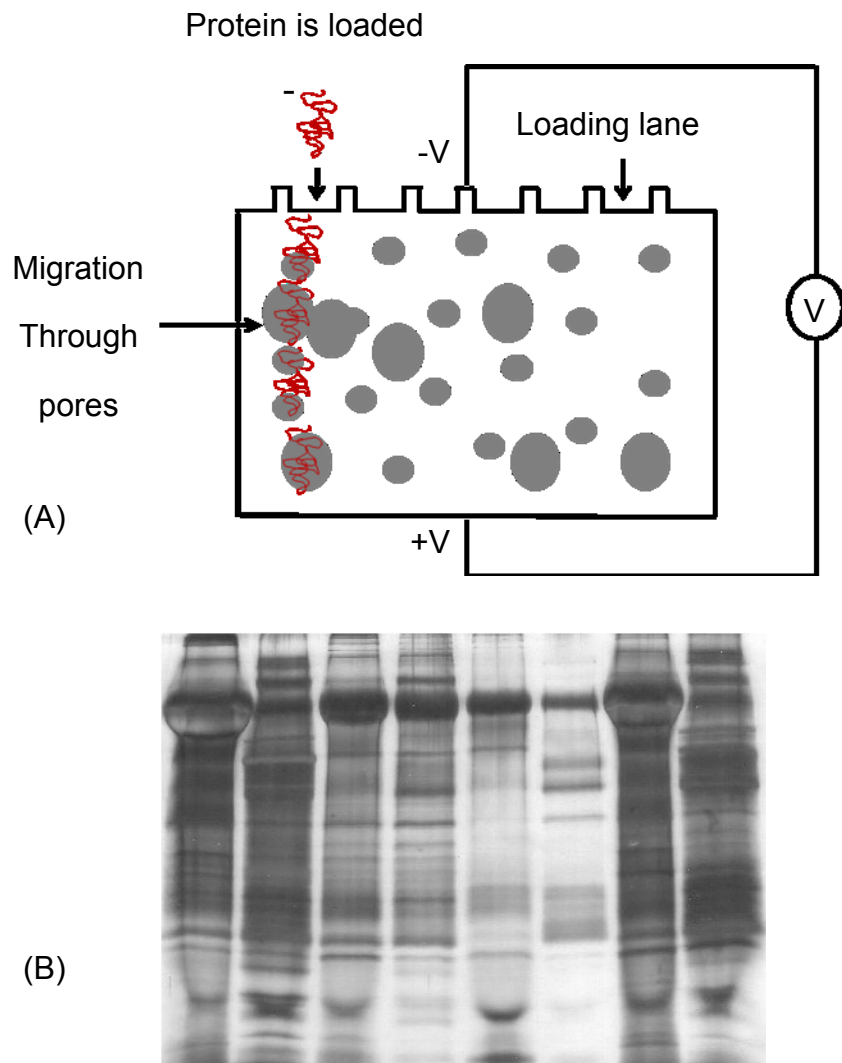 Protein is loaded
-
-V
Loading lane
Migration
Through
pores
V
(A)
+V
(B)